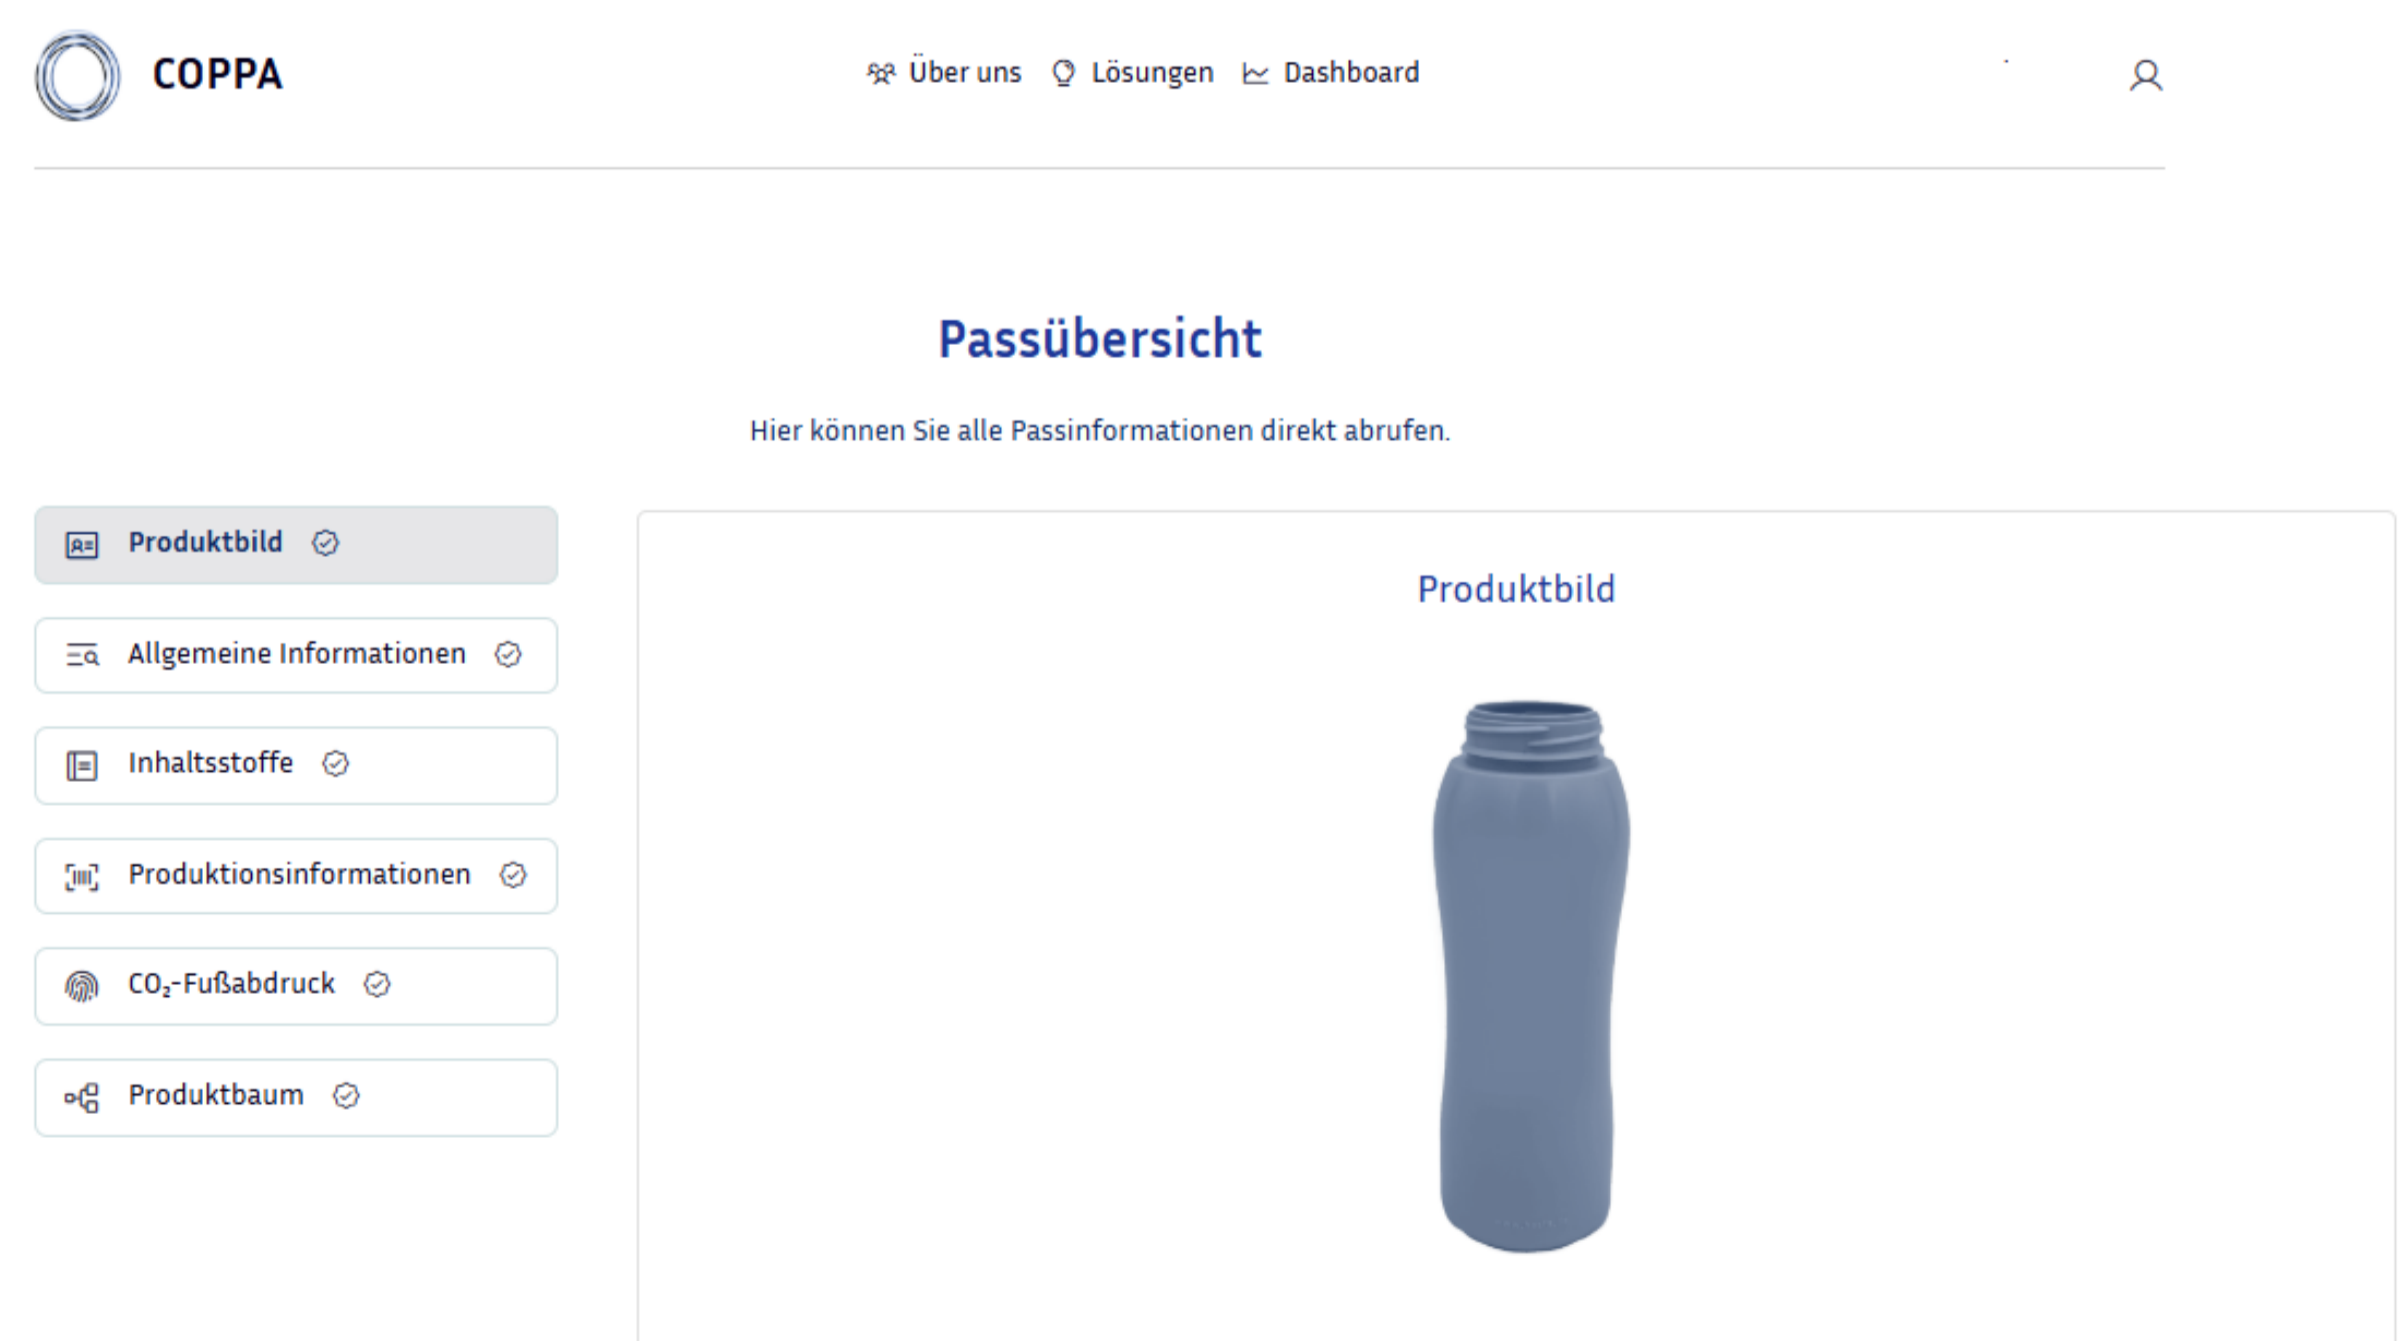 COPPA
Über uns Lösungen Dashboard
Passübersicht
Hier können Sie alle Passinformationen direkt abrufen.
Produktbild
Allgemeine Informationen
Inhaltsstoffe
Produktionsinformationen
CO₂-Fußabdruck
Produktbaum
Produktbild